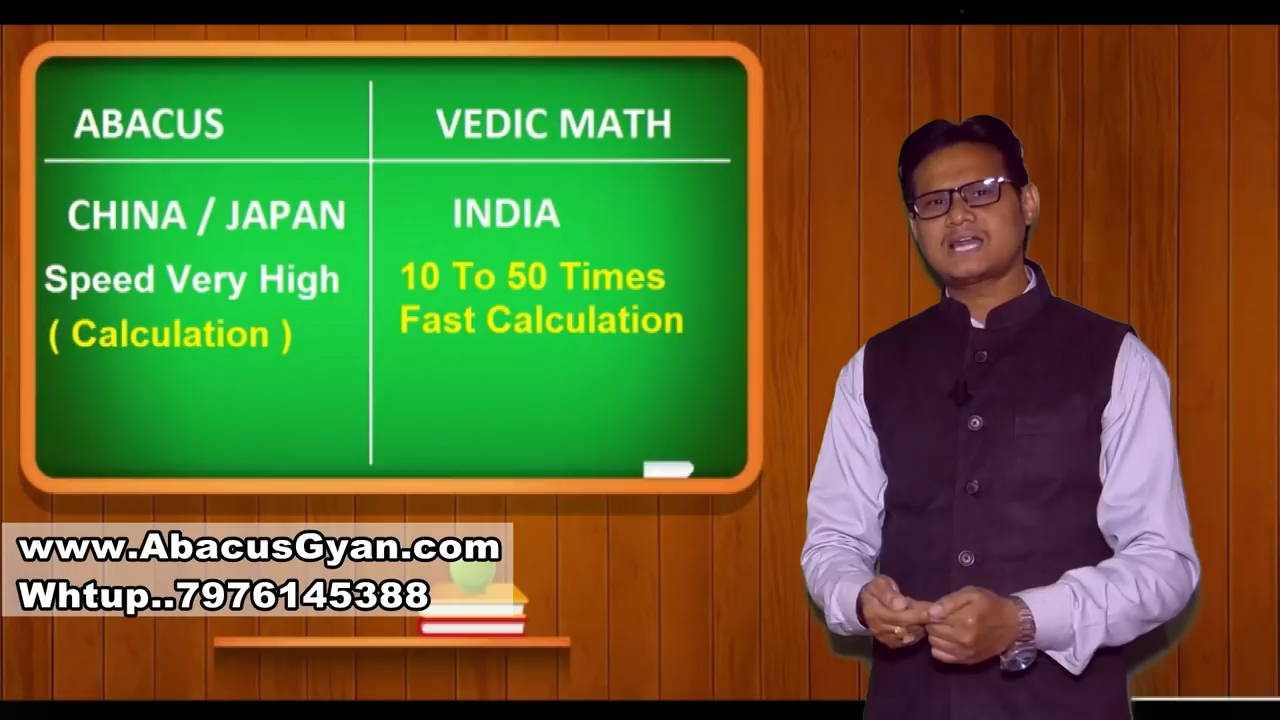 ABACUS
VEDIC MATH
CHINA / JAPAN
INDIA
Speed Very High
( Calculation )
10 To 50 Times
Fast Calculation
www.AbacusGyan.com
Whtup..7976145388